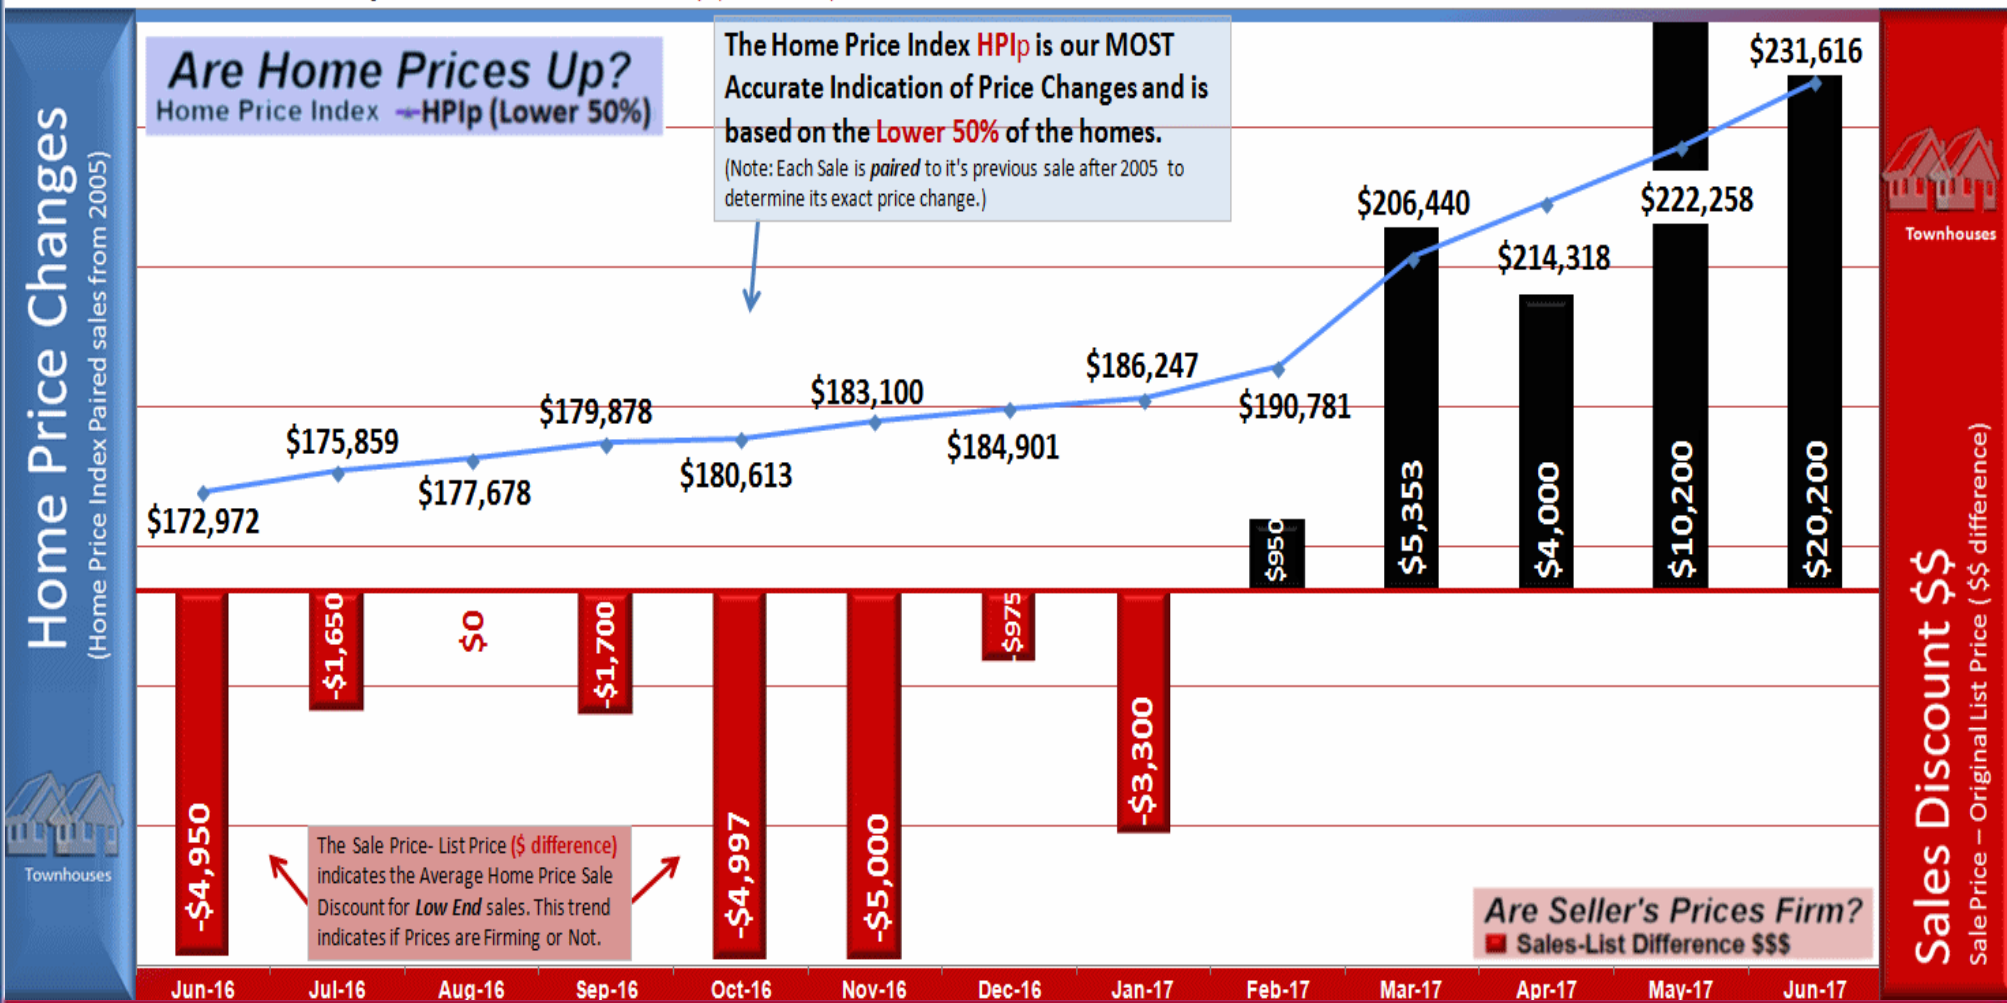 Are Home Prices Up?
Home Price Index HPIp (Lower 50%)
The Home Price Index HPIp is our MOST
Accurate Indication of Price Changes and is
based on the Lower 50% of the homes.
(Note: Each Sale is paired to it's previous sale after 2005 to
determine its exact price change.)
Home Price Changes
(Home Price Index Paired sales from 2005)
Townhouses
$172,972
$175,859
$177,678
$179,878
$180,613
$183,100
$184,901
$186,247
$190,781
$206,440
$214,318
$222,258
$231,616
-$4,950
-$1,650
$0
-$1,700
-$4,997
-$5,000
-$975
-$3,300
$950
$5,353
$4,000
$10,200
$20,200
The Sale Price- List Price ($ difference)
indicates the Average Home Price Sale
Discount for Low End sales. This trend
indicates if Prices are Firming or Not.
Are Seller's Prices Firm?
Sales-List Difference $$$
Townhouses
Sales Discount $$
Sale Price – Original List Price ( $$ difference)
Jun-16
Jul-16
Aug-16
Sep-16
Oct-16
Nov-16
Dec-16
Jan-17
Feb-17
Mar-17
Apr-17
May-17
Jun-17